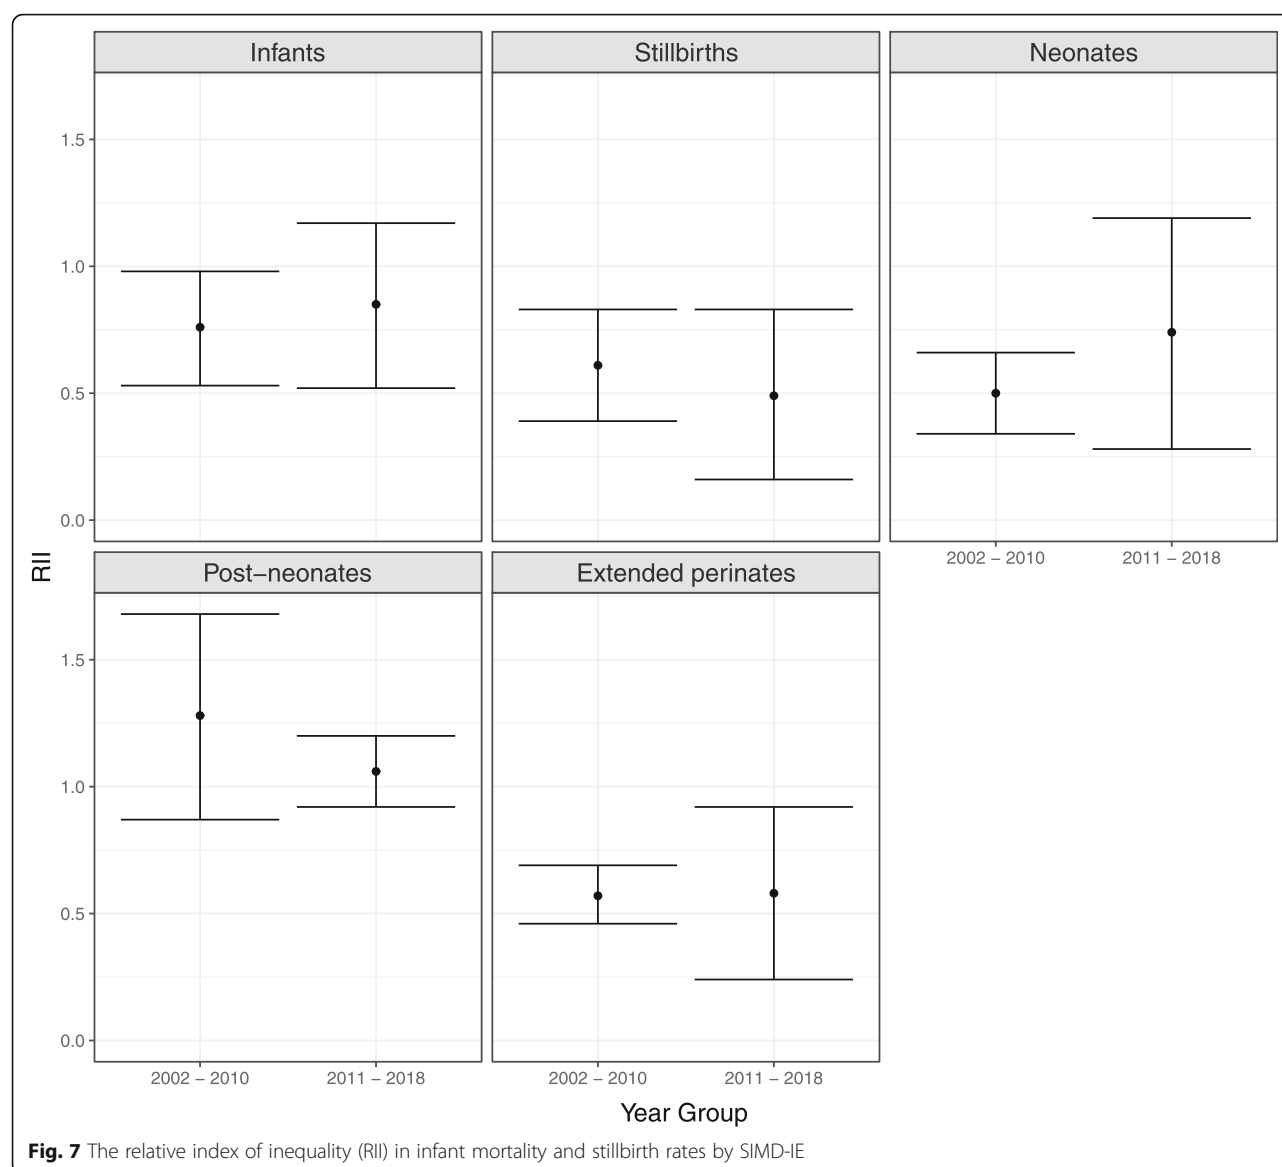 Infants Stillbirths Neonates
1.5
1.0
0.5
0.0
2002 – 2010 2011 – 2018
RII
Post–neonates Extended perinates
1.5
1.0
0.5
0.0
2002 – 2010 2011 – 2018 2002 – 2010 2011 – 2018
Year Group
Fig. 7 The relative index of inequality (RII) in infant mortality and stillbirth rates by SIMD-IE